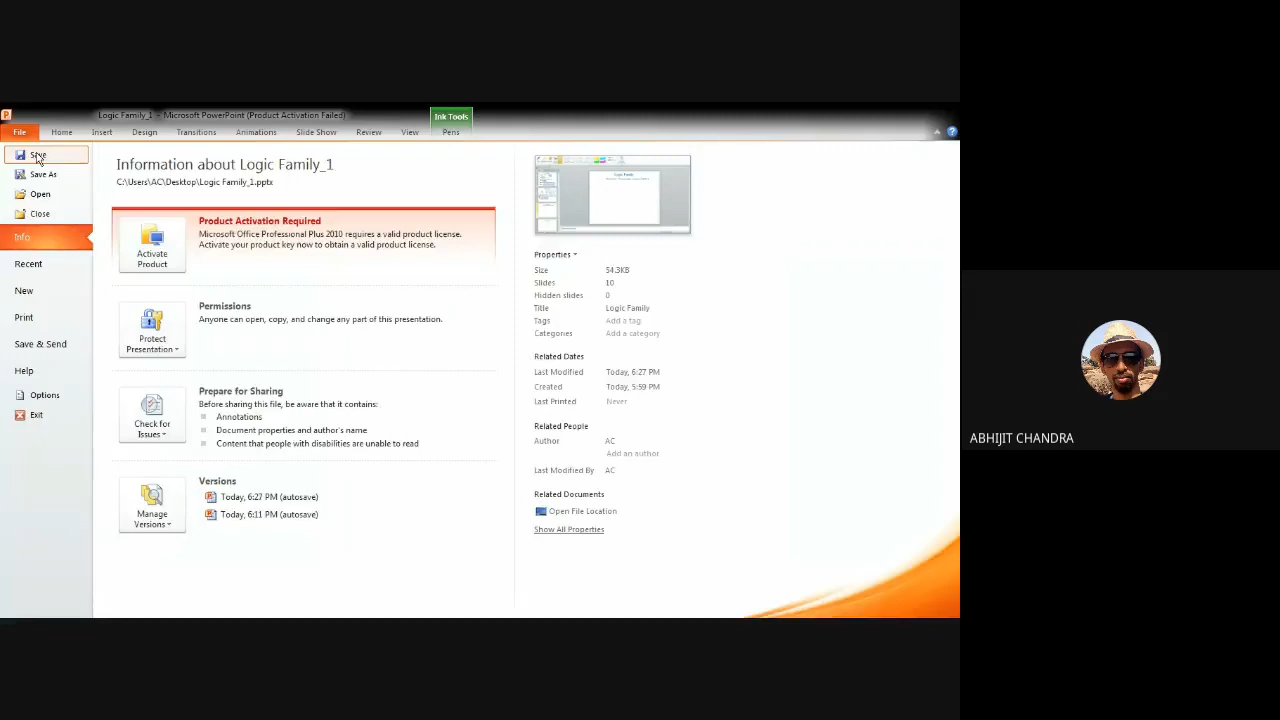 Logic Family_1 - Microsoft PowerPoint (Product Activation Failed)
Ink Tools
File Home Insert Design Transitions Animations Slide Show Review View Pens
Save
Save As
Open
Close
Info
Recent
New
Print
Save & Send
Help
Options
Exit
Information about Logic Family_1
C:\Users\AC\Desktop\Logic Family_1.pptx
Activate
Product
Product Activation Required
Microsoft Office Professional Plus 2010 requires a valid product license.
Activate your product key now to obtain a valid product license.
Protect
Presentation
Permissions
Anyone can open, copy, and change any part of this presentation.
Check for
Issues
Prepare for Sharing
Before sharing this file, be aware that it contains:
Annotations
Document properties and author's name
Content that people with disabilities are unable to read
Manage
Versions
Versions
Today, 6:27 PM (autosave)
Today, 6:11 PM (autosave)
Properties
Size 54.3KB
Slides 10
Hidden slides 0
Title Logic Family
Tags Add a tag
Categories Add a category
Related Dates
Last Modified Today, 6:27 PM
Created Today, 5:59 PM
Last Printed Never
Related People
Author AC
Add an author
Last Modified By AC
Related Documents
Open File Location
Show All Properties
ABHIJIT CHANDRA